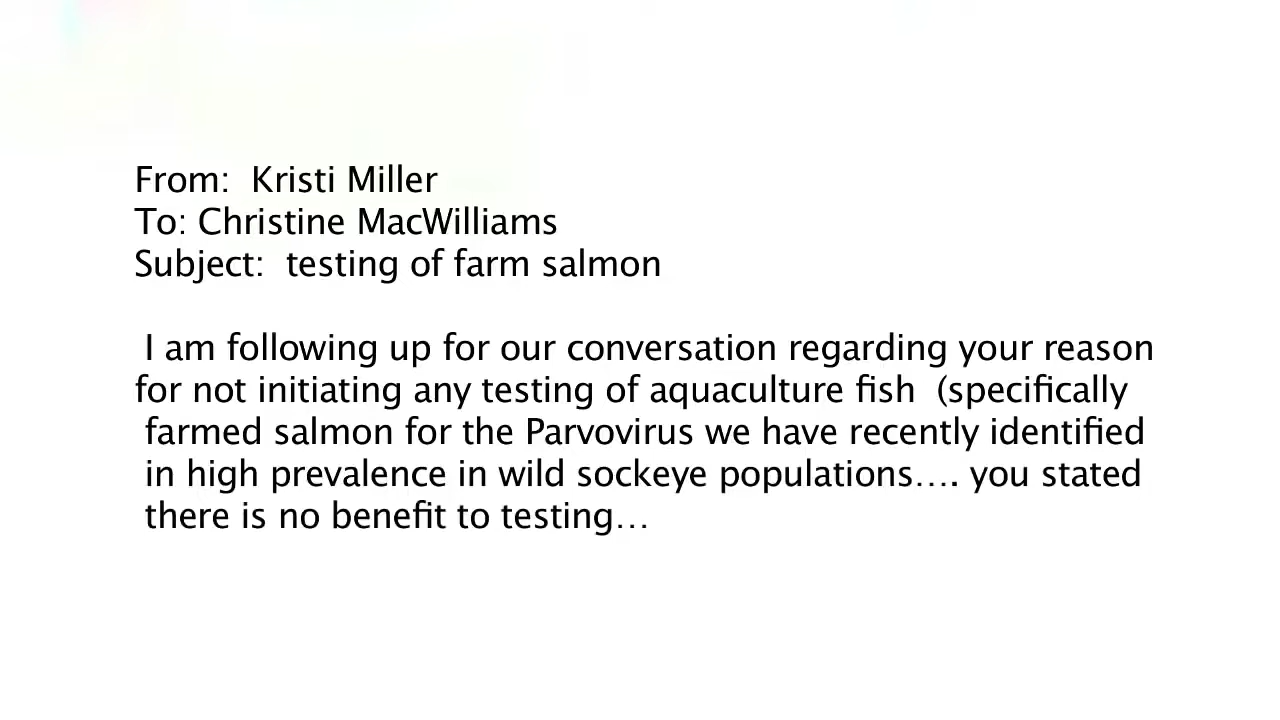 From:  Kristi Miller
To: Christine MacWilliams
Subject:  testing of farm salmon
I am following up for our conversation regarding your reason
for not initiating any testing of aquaculture fish  (specifically
farmed salmon for the Parvovirus we have recently identified
in high prevalence in wild sockeye populations…. you stated
there is no benefit to testing…